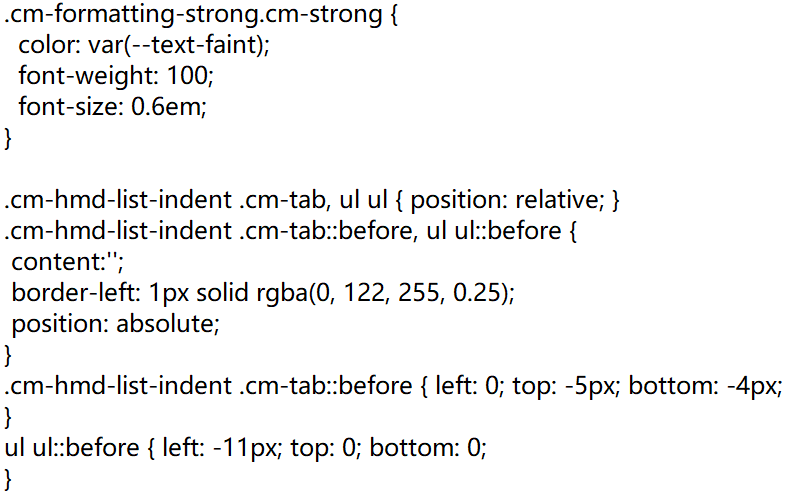 .cm-formatting-strong.cm-strong {
  color: var(--text-faint);
  font-weight: 100;
  font-size: 0.6em;
}

.cm-hmd-list-indent .cm-tab, ul ul { position: relative; }
.cm-hmd-list-indent .cm-tab::before, ul ul::before {
 content:'';
 border-left: 1px solid rgba(0, 122, 255, 0.25);
 position: absolute;
}
.cm-hmd-list-indent .cm-tab::before { left: 0; top: -5px; bottom: -4px;
}
ul ul::before { left: -11px; top: 0; bottom: 0;
}